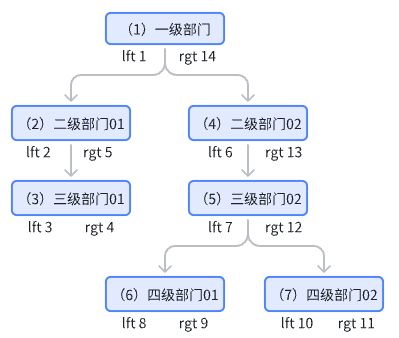 （1）一级部门
lft 1 rgt 14
（2）二级部门01 （4）二级部门02
lft 2 rgt 5 lft 6 rgt 13
（3）三级部门01 （5）三级部门02
lft 3 rgt 4 lft 7 rgt 12
（6）四级部门01 （7）四级部门02
lft 8 rgt 9 lft 10 rgt 11